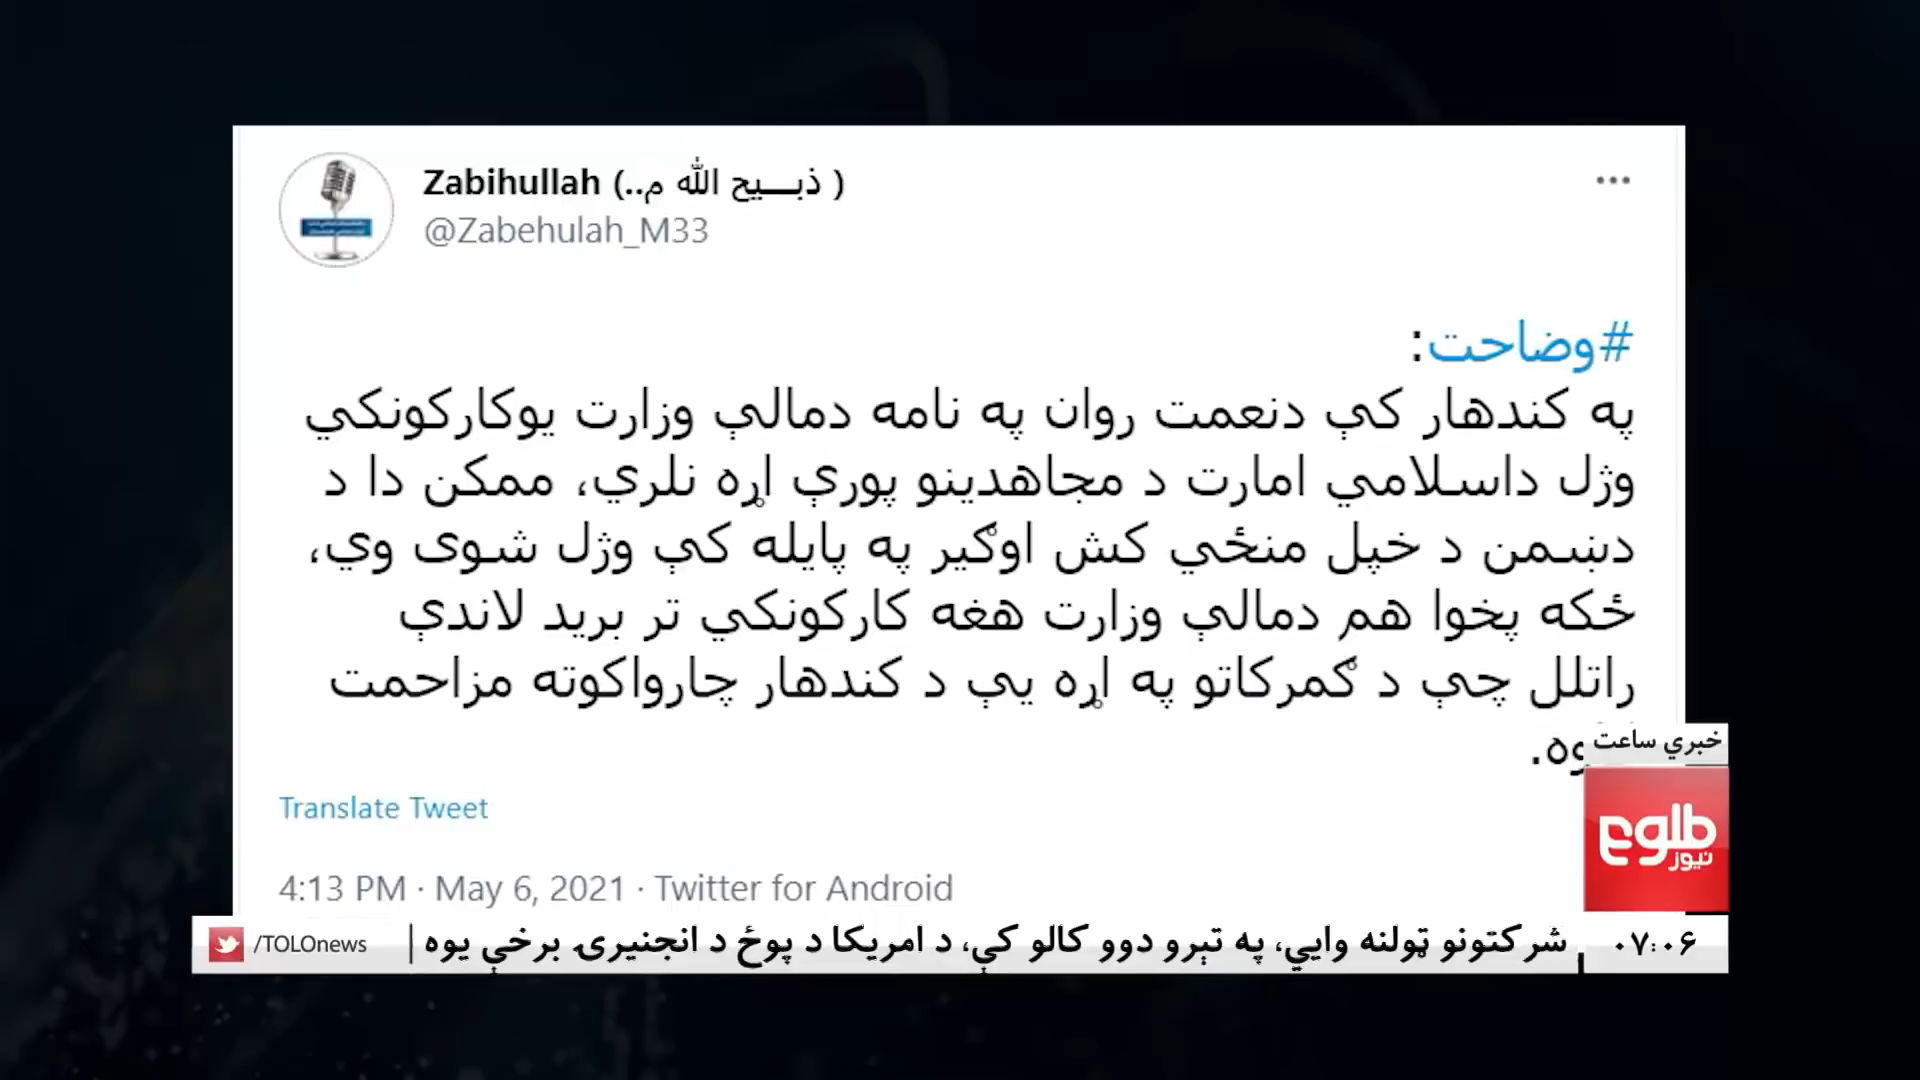 Zabihullah (..ذبـــیح الله م )
@Zabehulah_M33
#وضاحت:
په کندهار کې دنعمت روان په نامه دمالې وزارت یوکارکونکي
وژل داسلامي امارت د مجاهدینو پورې اړه نلري، ممکن دا د
دښمن د خپل منځي کش اوګیر په پایله کې وژل شوی وي،
ځکه پخوا هم دمالې وزارت هغه کارکونکي تر برید لاندې
راتلل چې د ګمرکاتو په اړه یې د کندهار چارواکوته مزاحمت
Translate Tweet
4:13 PM · May 6, 2021 · Twitter for Android
خبري ساعت
طلوع
نیوز
/TOLOnews
شرکتونو ټولنه وايي، په تېرو دوو کالو کې، د امریکا د پوځ د انجنیرۍ برخې یوه
۰۷:۰۶